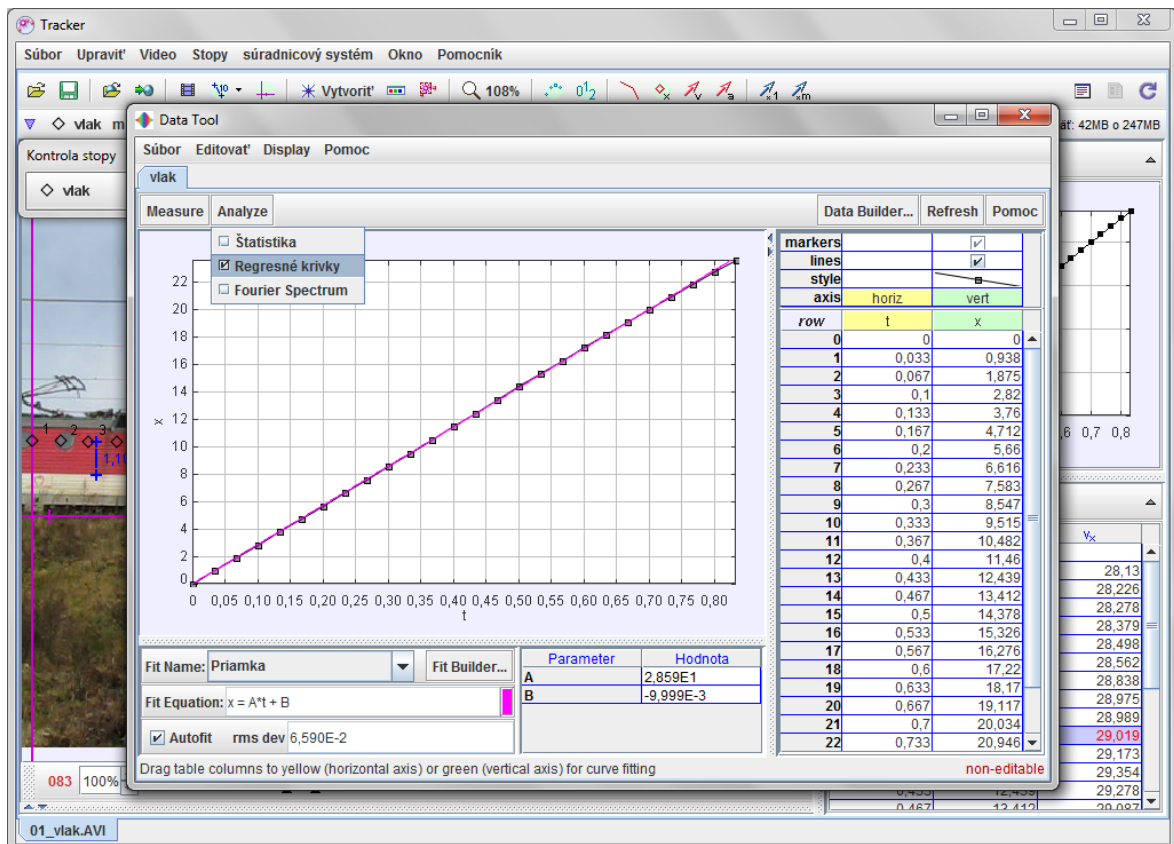 Tracker
Súbor Upraviť Video Stopy súradnicový systém Okno Pomocník
Vytvoriť 108%
vlak m
äť: 42MB o 247MB
Kontrola stopy
vlak
Data Tool
Súbor Editovať Display Pomoc
vlak
Measure Analyze Data Builder... Refresh Pomoc
Štatistika
Regresné krivky
Fourier Spectrum
22
20
18
16
14
12
10
8
6
4
2
0
x
0 0,05 0,10 0,15 0,20 0,25 0,30 0,35 0,40 0,45 0,50 0,55 0,60 0,65 0,70 0,75 0,80
t
markers
lines
style
axis horiz vert
row t x
0 0 0
1 0,033 0,938
2 0,067 1,875
3 0,1 2,82
4 0,133 3,76
5 0,167 4,712
6 0,2 5,66
7 0,233 6,616
8 0,267 7,583
9 0,3 8,547
10 0,333 9,515
11 0,367 10,482
12 0,4 11,46
13 0,433 12,439
14 0,467 13,412
15 0,5 14,378
16 0,533 15,326
17 0,567 16,276
18 0,6 17,22
19 0,633 18,17
20 0,667 19,117
21 0,7 20,034
22 0,733 20,946
Fit Name: Priamka Fit Builder...
Fit Equation: x = A*t + B
Autofit rms dev 6,590E-2
Parameter Hodnota
A 2,859E1
B -9,999E-3
Drag table columns to yellow (horizontal axis) or green (vertical axis) for curve fitting non-editable
1 2 3
,6 0,7 0,8
vx
28,13
28,226
28,278
28,379
28,498
28,562
28,838
28,975
28,989
29,019
29,173
29,354
29,278
0,467 13,412 29,087
083 100%
01_vlak.AVI